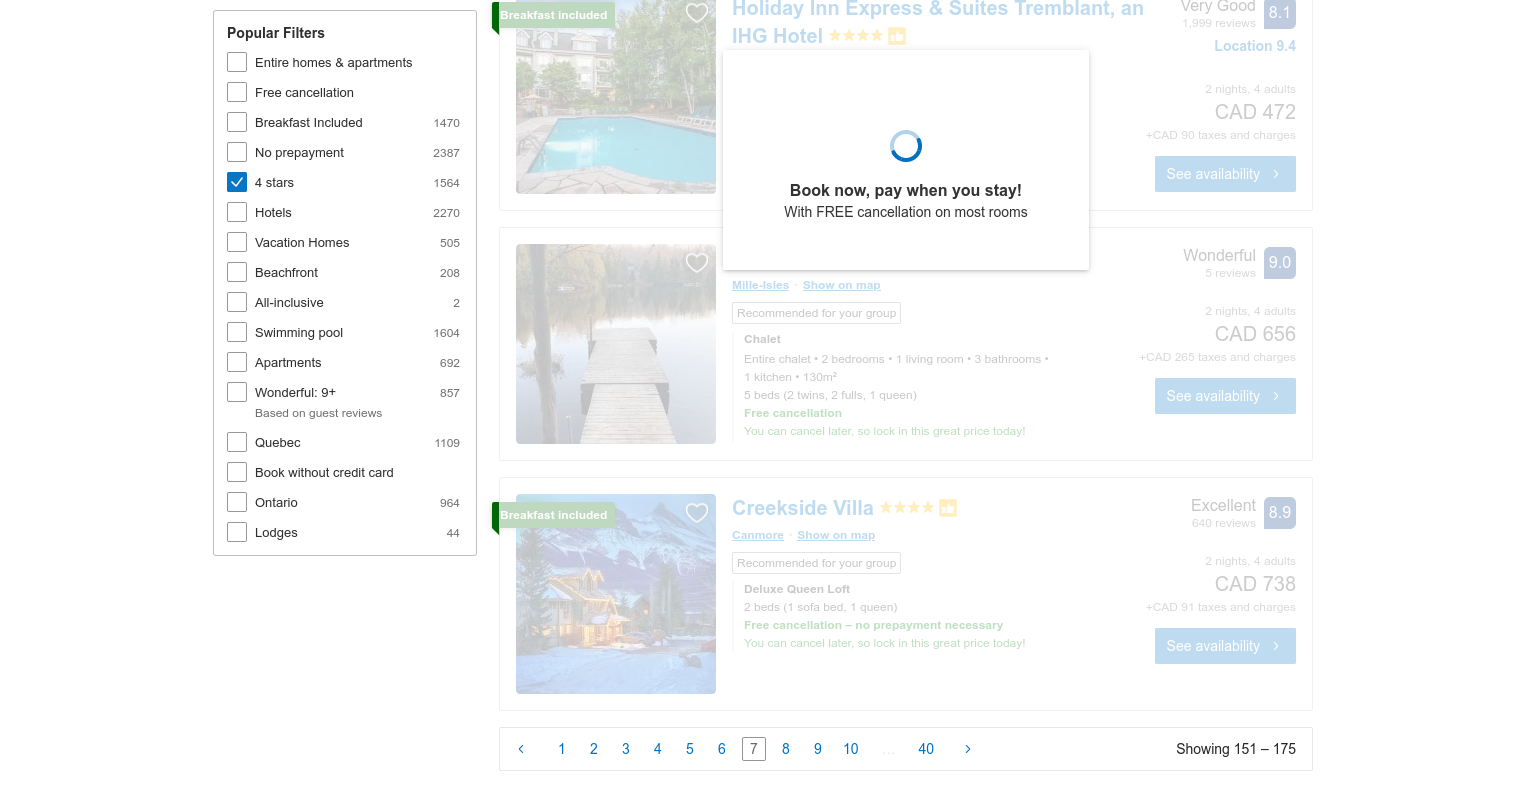 Popular Filters
Entire homes & apartments
Free cancellation
Breakfast Included 1470
No prepayment 2387
4 stars 1564
Hotels 2270
Vacation Homes 505
Beachfront 208
All-inclusive 2
Swimming pool 1604
Apartments 692
Wonderful: 9+ 857
Based on guest reviews
Quebec 1109
Book without credit card
Ontario 964
Lodges 44
Breakfast included
Holiday Inn Express & Suites Tremblant, an
IHG Hotel
Very Good 8.1
1,999 reviews
Location 9.4
2 nights, 4 adults
CAD 472
+CAD 90 taxes and charges
See availability
Book now, pay when you stay!
With FREE cancellation on most rooms
Mille-Isles · Show on map
Recommended for your group
Chalet
Entire chalet • 2 bedrooms • 1 living room • 3 bathrooms •
1 kitchen • 130m²
5 beds (2 twins, 2 fulls, 1 queen)
Free cancellation
You can cancel later, so lock in this great price today!
Wonderful 9.0
5 reviews
2 nights, 4 adults
CAD 656
+CAD 265 taxes and charges
See availability
Breakfast included
Creekside Villa
Canmore · Show on map
Recommended for your group
Deluxe Queen Loft
2 beds (1 sofa bed, 1 queen)
Free cancellation – no prepayment necessary
You can cancel later, so lock in this great price today!
Excellent 8.9
640 reviews
2 nights, 4 adults
CAD 738
+CAD 91 taxes and charges
See availability
1 2 3 4 5 6 7 8 9 10 … 40
Showing 151 – 175